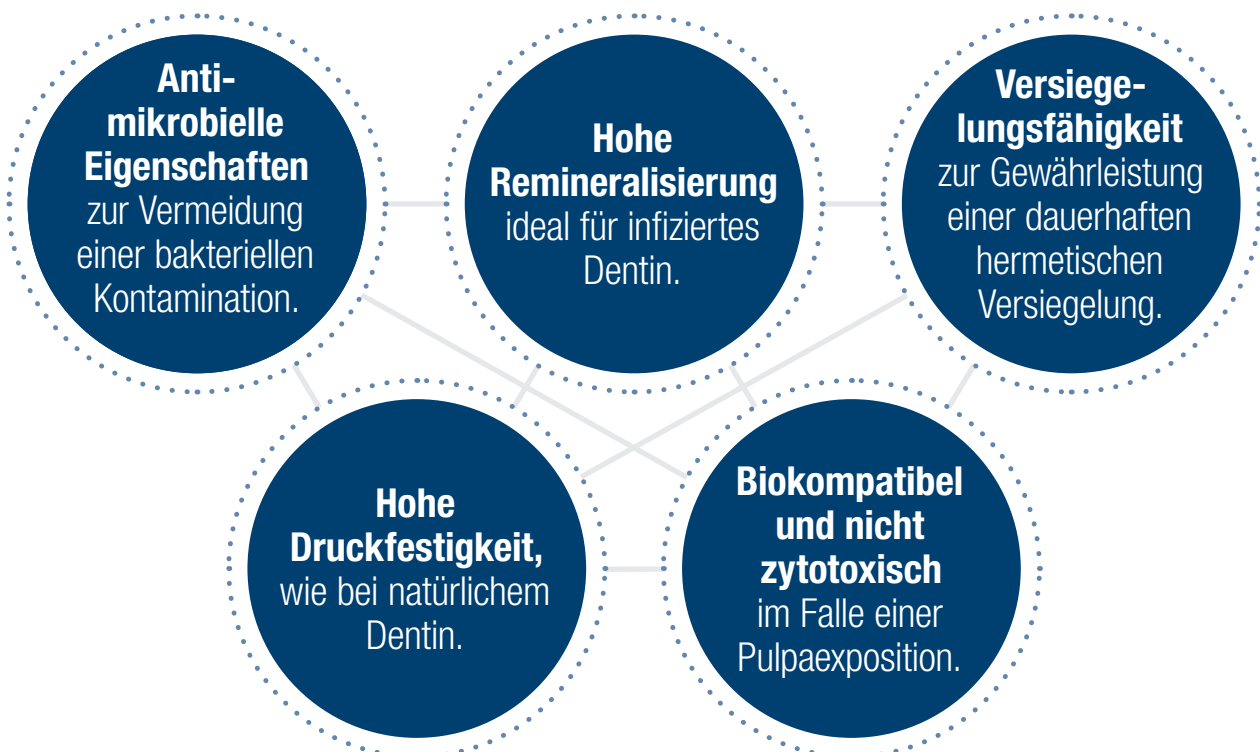 Anti-
mikrobielle
Eigenschaften
zur Vermeidung
einer bakteriellen
Kontamination.
Hohe
Remineralisierung
ideal für infiziertes
Dentin.
Versiege-
lungsfähigkeit
zur Gewährleistung
einer dauerhaften
hermetischen
Versiegelung.
Hohe
Druckfestigkeit,
wie bei natürlichem
Dentin.
Biokompatibel
und nicht
zytotoxisch
im Falle einer
Pulpaexposition.